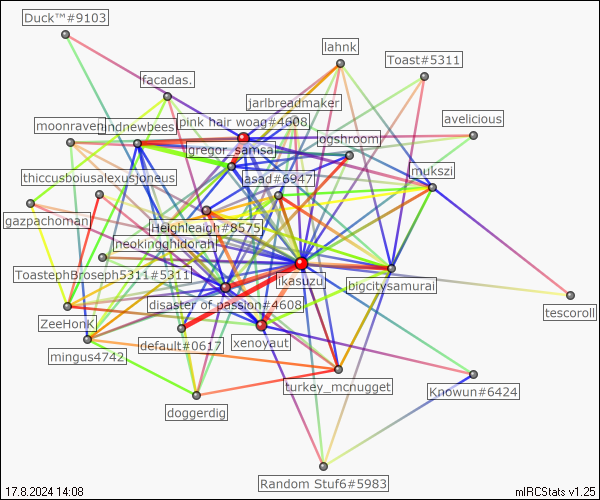 Duck™#9103
lahnk
Toast#5311
facadas.
jarlbreadmaker
avelicious
pink hair woag#4608
moonraven
indnewbees
ogshroom
gregor_samsa
mukszi
thiccusboiusalexusjoneus
asad#6947
gazpachoman
Heighleagh#8575
neokingghidorah
ToastephBroseph5311#5311
ikasuzu
bigcitysamurai
disaster of passion#4608
tescoroll
ZeeHonK
default#0617
xenoyaut
mingus4742
turkey_mcnugget
Knowun#6424
doggerdig
Random Stuf6#5983
17.8.2024 14:08
mIRCStats v1.25